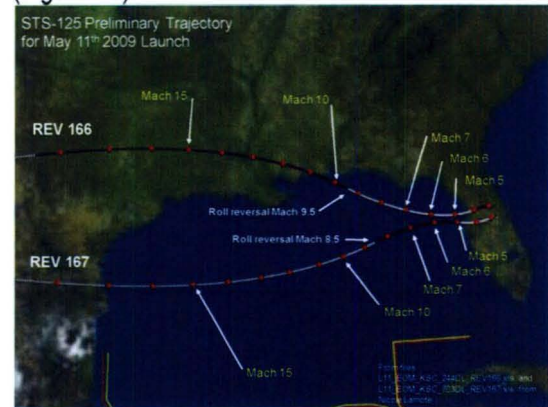 STS-125 Preliminary Trajectory
for May 11th 2009 Launch
Mach 15
Mach 10
REV 166
Mach 7
Mach 6
Mach 5
Roll reversal Mach 9.5
Roll reversal Mach 8.5
REV 167
Mach 5
Mach 6
Mach 7
Mach 10
Mach 15